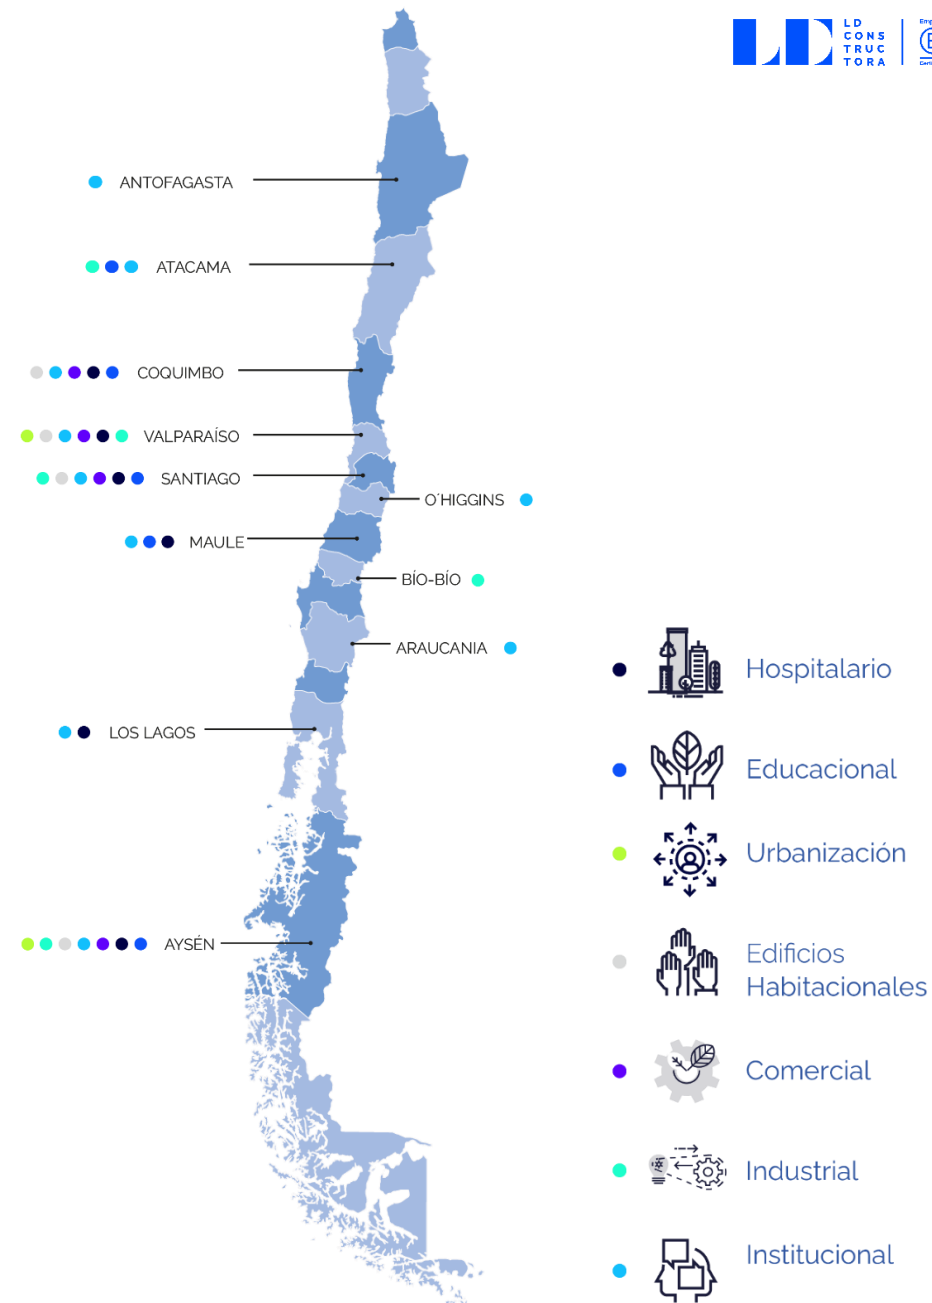 LD
CONS
TRUC
TORA
ANTOFAGASTA
ATACAMA
COQUIMBO
VALPARAÍSO
SANTIAGO
O´HIGGINS
MAULE
BÍO-BÍO
ARAUCANIA
LOS LAGOS
AYSÉN
Hospitalario
Educacional
Urbanización
Edificios
Habitacionales
Comercial
Industrial
Institucional